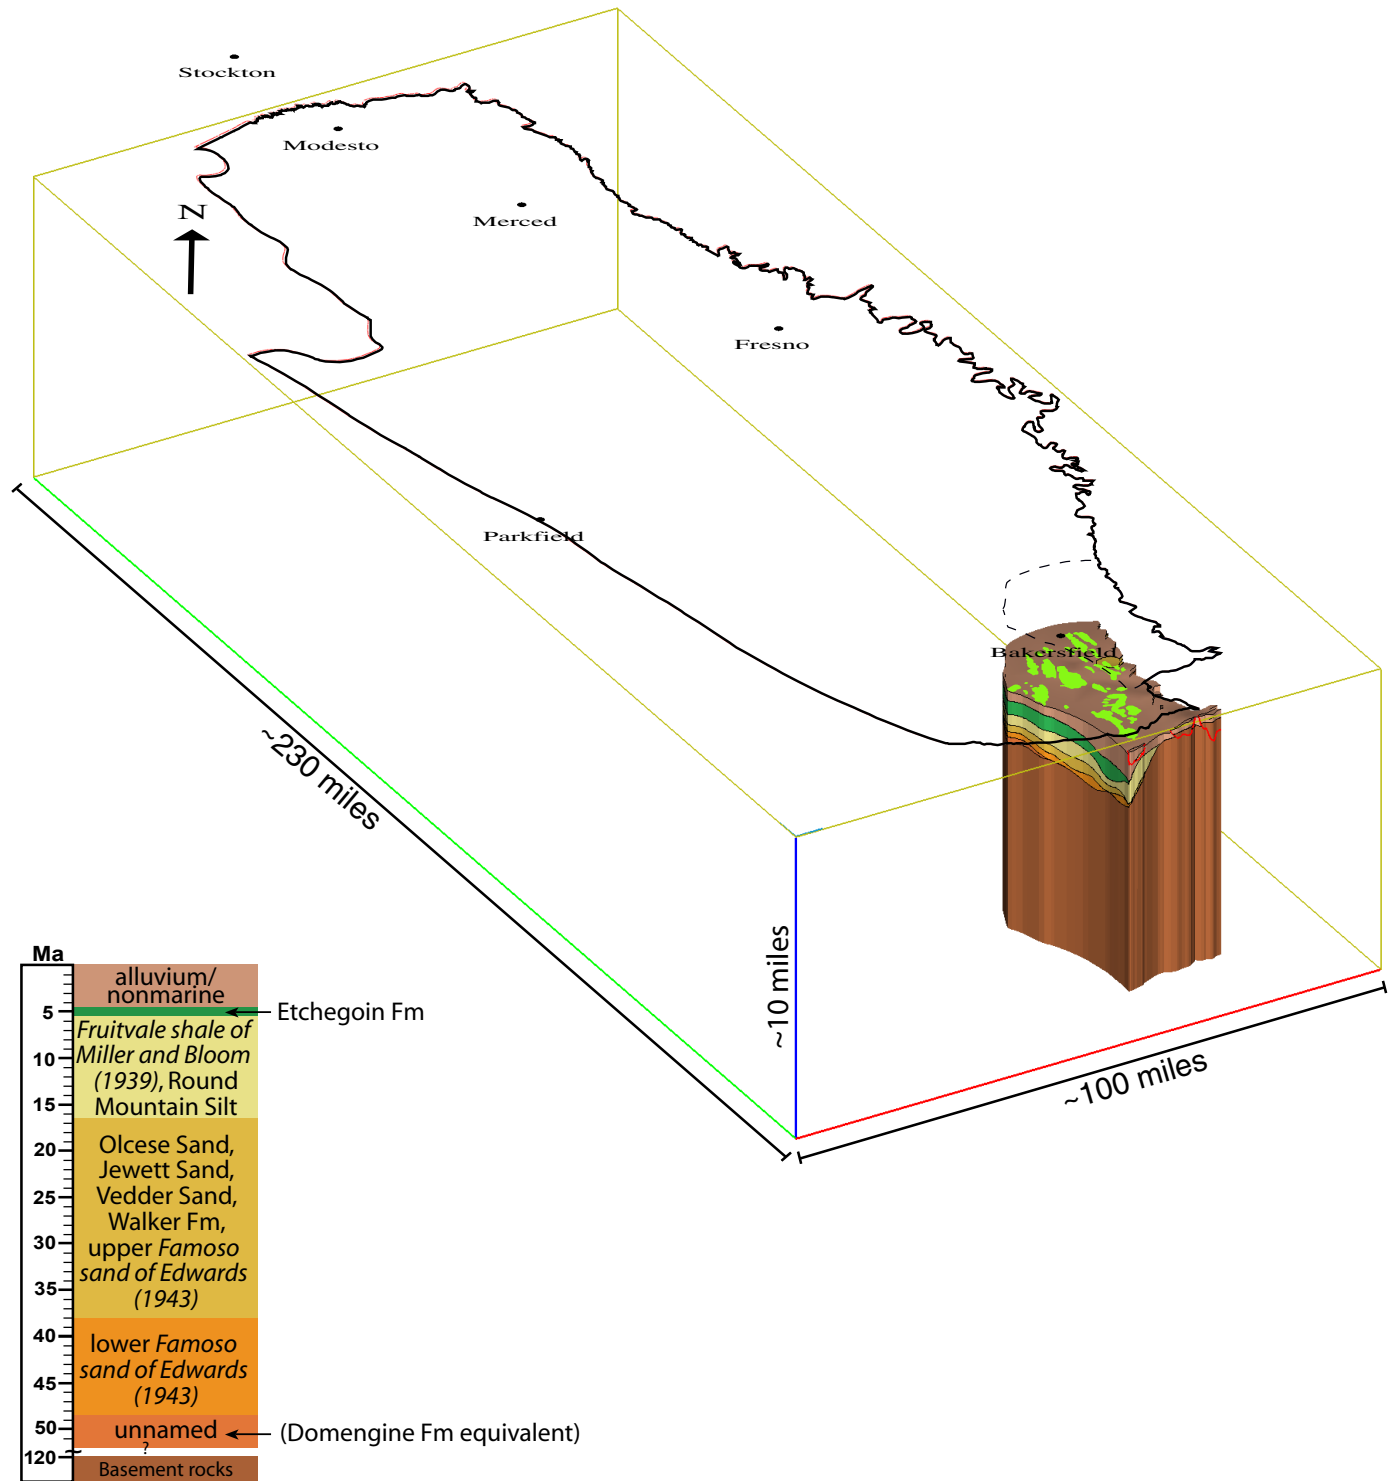 Stockton
Modesto
N
Merced
Fresno
Parkfield
Bakersfield
~230 miles
~10 miles
~100 miles
Ma
alluvium/
nonmarine
5
Etchegoin Fm
Fruitvale shale of
Miller and Bloom
10
(1939), Round
Mountain Silt
15
Olcese Sand,
20
Jewett Sand,
Vedder Sand,
25
Walker Fm,
30
upper Famoso
sand of Edwards
35
(1943)
40
lower Famoso
sand of Edwards
45
(1943)
50
unnamed
(Domengine Fm equivalent)
?
120
Basement rocks